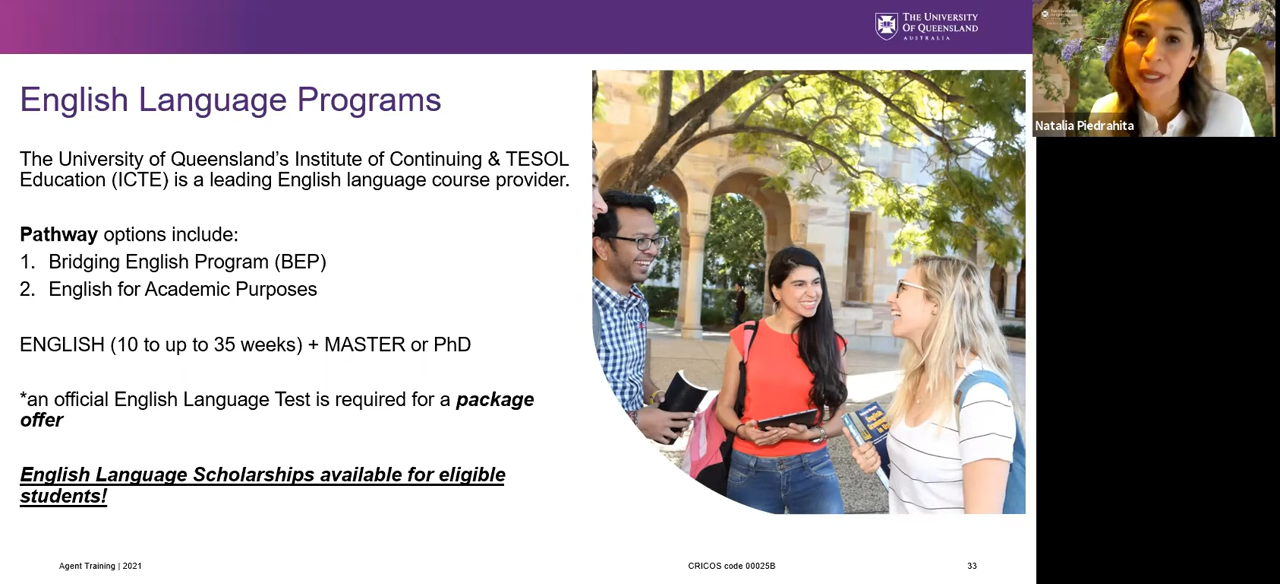 THE UNIVERSITY
OF QUEENSLAND
AUSTRALIA
Natalia Piedrahita
English Language Programs
The University of Queensland's Institute of Continuing & TESOL
Education (ICTE) is a leading English language course provider.
Pathway options include:
1. Bridging English Program (BEP)
2. English for Academic Purposes
ENGLISH (10 to up to 35 weeks) + MASTER or PhD
*an official English Language Test is required for a package
offer
English Language Scholarships available for eligible
students!
Agent Training | 2021
CRICOS code 00025B
33